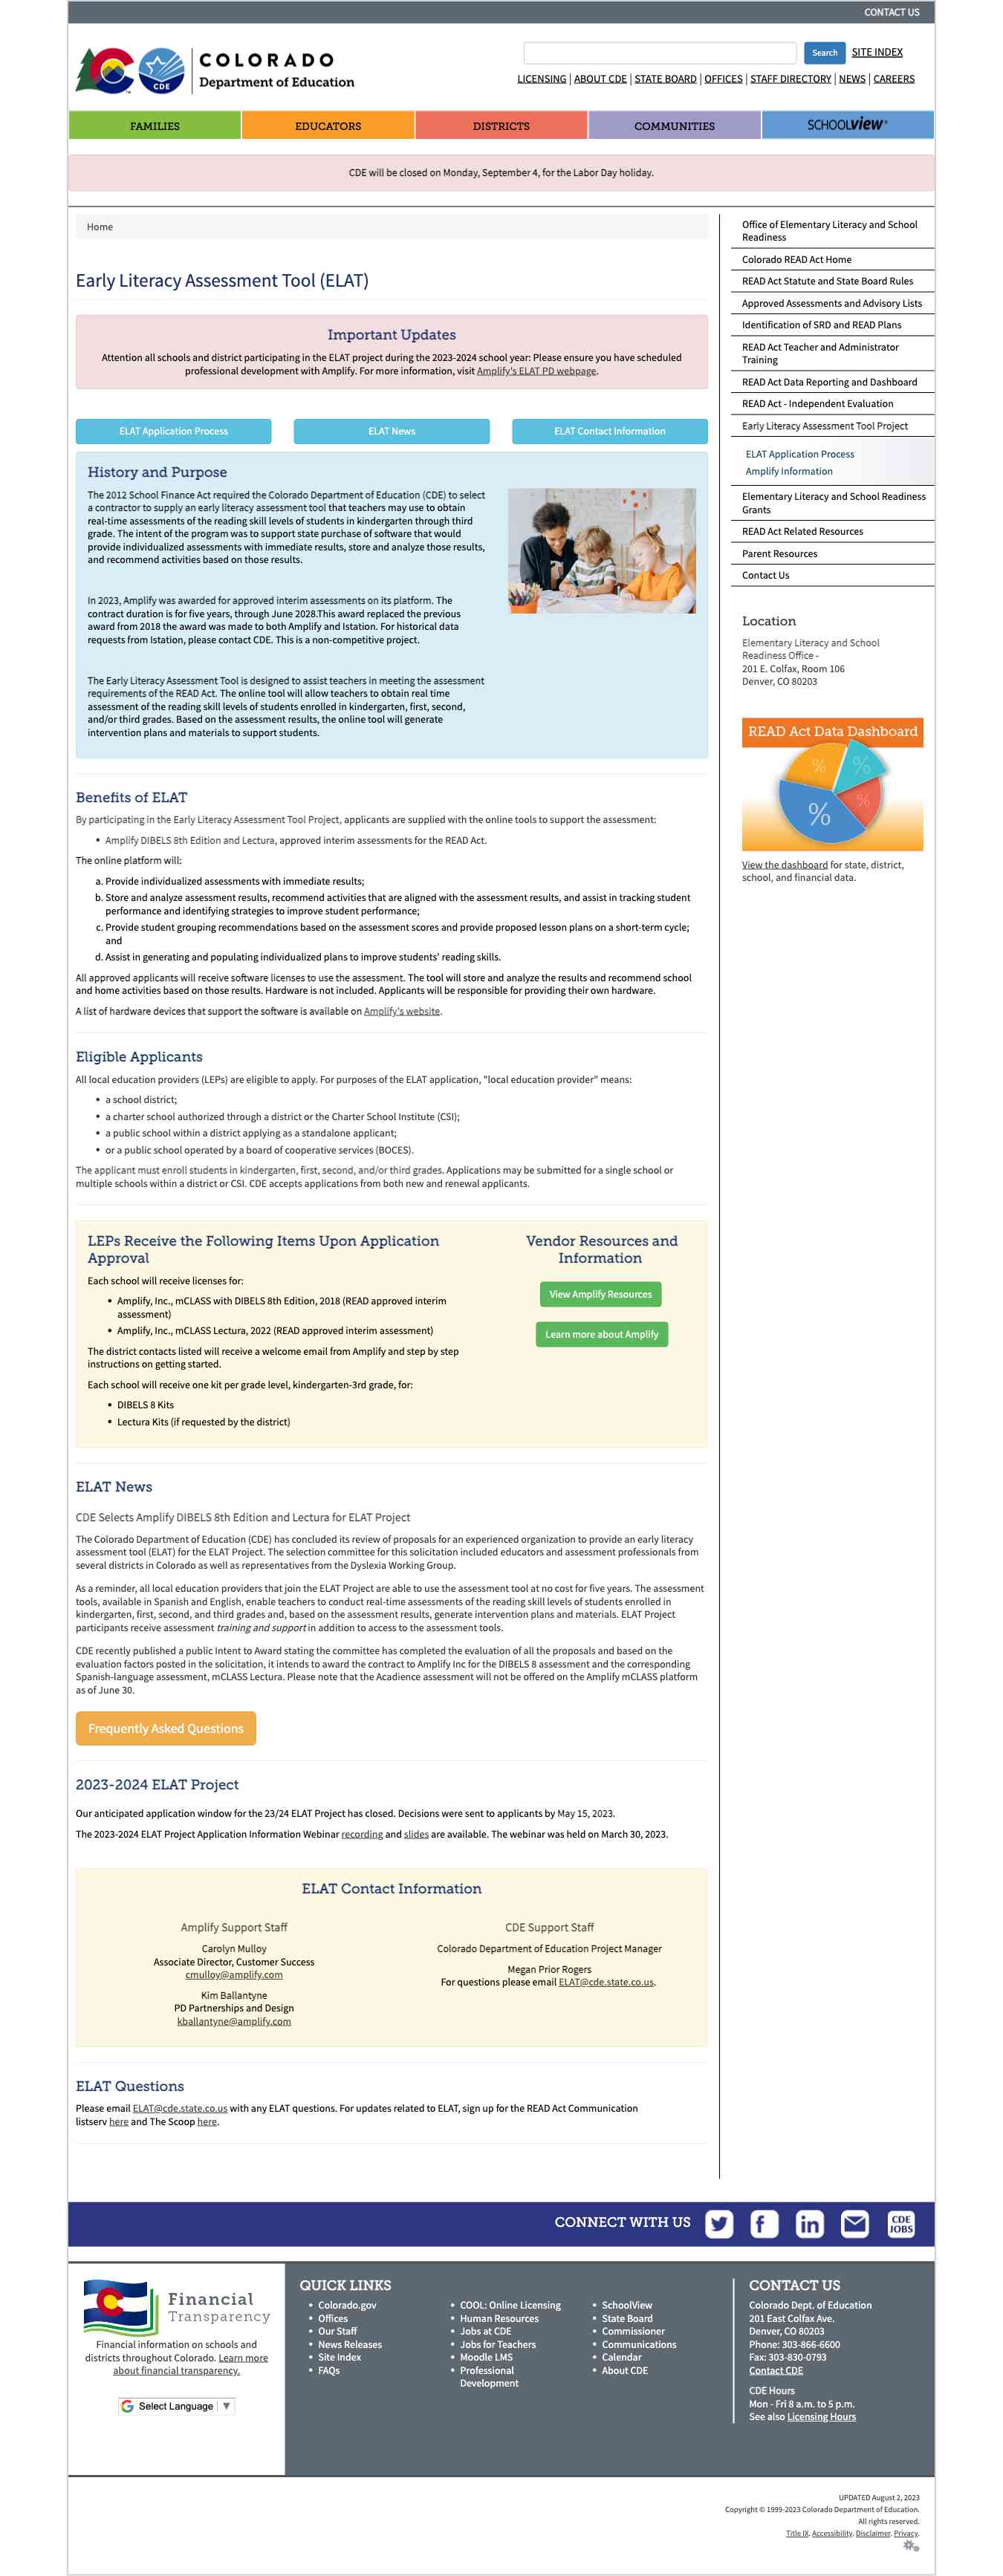 CONTACT US
COLORADO
Department of Education
CDE
Search
SITE INDEX
LICENSING | ABOUT CDE | STATE BOARD | OFFICES | STAFF DIRECTORY | NEWS | CAREERS
FAMILIES
EDUCATORS
DISTRICTS
COMMUNITIES
SCHOOLVIEW®
CDE will be closed on Monday, September 4, for the Labor Day holiday.
Home
Early Literacy Assessment Tool (ELAT)
Important Updates
Attention all schools and district participating in the ELAT project during the 2023-2024 school year: Please ensure you have scheduled
professional development with Amplify. For more information, visit Amplify's ELAT PD webpage.
ELAT Application Process
ELAT News
ELAT Contact Information
History and Purpose
The 2012 School Finance Act required the Colorado Department of Education (CDE) to select
a contractor to supply an early literacy assessment tool that teachers may use to obtain
real-time assessments of the reading skill levels of students in kindergarten through third
grade. The intent of the program was to support state purchase of software that would
provide individualized assessments with immediate results, store and analyze those results,
and recommend activities based on those results.
In 2023, Amplify was awarded for approved interim assessments on its platform. The
contract duration is for five years, through June 2028.This award replaced the previous
award from 2018 the award was made to both Amplify and Istation. For historical data
requests from Istation, please contact CDE. This is a non-competitive project.
The Early Literacy Assessment Tool is designed to assist teachers in meeting the assessment
requirements of the READ Act. The online tool will allow teachers to obtain real time
assessment of the reading skill levels of students enrolled in kindergarten, first, second,
and/or third grades. Based on the assessment results, the online tool will generate
intervention plans and materials to support students.
Benefits of ELAT
By participating in the Early Literacy Assessment Tool Project, applicants are supplied with the online tools to support the assessment:
• Amplify DIBELS 8th Edition and Lectura, approved interim assessments for the READ Act.
The online platform will:
a. Provide individualized assessments with immediate results;
b. Store and analyze assessment results, recommend activities that are aligned with the assessment results, and assist in tracking student
performance and identifying strategies to improve student performance;
c. Provide student grouping recommendations based on the assessment scores and provide proposed lesson plans on a short-term cycle;
and
d. Assist in generating and populating individualized plans to improve students' reading skills.
All approved applicants will receive software licenses to use the assessment. The tool will store and analyze the results and recommend school
and home activities based on those results. Hardware is not included. Applicants will be responsible for providing their own hardware.
A list of hardware devices that support the software is available on Amplify's website.
Eligible Applicants
All local education providers (LEPs) are eligible to apply. For purposes of the ELAT application, "local education provider" means:
• a school district;
• a charter school authorized through a district or the Charter School Institute (CSI);
• a public school within a district applying as a standalone applicant;
• or a public school operated by a board of cooperative services (BOCES).
The applicant must enroll students in kindergarten, first, second, and/or third grades. Applications may be submitted for a single school or
multiple schools within a district or CSI. CDE accepts applications from both new and renewal applicants.
LEPs Receive the Following Items Upon Application
Approval
Each school will receive licenses for:
• Amplify, Inc., mCLASS with DIBELS 8th Edition, 2018 (READ approved interim
assessment)
• Amplify, Inc., mCLASS Lectura, 2022 (READ approved interim assessment)
The district contacts listed will receive a welcome email from Amplify and step by step
instructions on getting started.
Each school will receive one kit per grade level, kindergarten-3rd grade, for:
• DIBELS 8 Kits
• Lectura Kits (if requested by the district)
Vendor Resources and
Information
View Amplify Resources
Learn more about Amplify
ELAT News
CDE Selects Amplify DIBELS 8th Edition and Lectura for ELAT Project
The Colorado Department of Education (CDE) has concluded its review of proposals for an experienced organization to provide an early literacy
assessment tool (ELAT) for the ELAT Project. The selection committee for this solicitation included educators and assessment professionals from
several districts in Colorado as well as representatives from the Dyslexia Working Group.
As a reminder, all local education providers that join the ELAT Project are able to use the assessment tool at no cost for five years. The assessment
tools, available in Spanish and English, enable teachers to conduct real-time assessments of the reading skill levels of students enrolled in
kindergarten, first, second, and third grades and, based on the assessment results, generate intervention plans and materials. ELAT Project
participants receive assessment training and support in addition to access to the assessment tools.
CDE recently published a public Intent to Award stating the committee has completed the evaluation of all the proposals and based on the
evaluation factors posted in the solicitation, it intends to award the contract to Amplify Inc for the DIBELS 8 assessment and the corresponding
Spanish-language assessment, mCLASS Lectura. Please note that the Acadience assessment will not be offered on the Amplify mCLASS platform
as of June 30.
Frequently Asked Questions
2023-2024 ELAT Project
Our anticipated application window for the 23/24 ELAT Project has closed. Decisions were sent to applicants by May 15, 2023.
The 2023-2024 ELAT Project Application Information Webinar recording and slides are available. The webinar was held on March 30, 2023.
ELAT Contact Information
Amplify Support Staff
Carolyn Mulloy
Associate Director, Customer Success
cmulloy@amplify.com
Kim Ballantyne
PD Partnerships and Design
kballantyne@amplify.com
CDE Support Staff
Colorado Department of Education Project Manager
Megan Prior Rogers
For questions please email ELAT@cde.state.co.us.
ELAT Questions
Please email ELAT@cde.state.co.us with any ELAT questions. For updates related to ELAT, sign up for the READ Act Communication
listserv here and The Scoop here.
Office of Elementary Literacy and School
Readiness
Colorado READ Act Home
READ Act Statute and State Board Rules
Approved Assessments and Advisory Lists
Identification of SRD and READ Plans
READ Act Teacher and Administrator
Training
READ Act Data Reporting and Dashboard
READ Act - Independent Evaluation
Early Literacy Assessment Tool Project
ELAT Application Process
Amplify Information
Elementary Literacy and School Readiness
Grants
READ Act Related Resources
Parent Resources
Contact Us
Location
Elementary Literacy and School
Readiness Office -
201 E. Colfax, Room 106
Denver, CO 80203
READ Act Data Dashboard
% % % %
View the dashboard for state, district,
school, and financial data.
CONNECT WITH US
CDE
JOBS
Financial
Transparency
Financial information on schools and
districts throughout Colorado. Learn more
about financial transparency.
Select Language ▼
QUICK LINKS
• Colorado.gov
• Offices
• Our Staff
• News Releases
• Site Index
• FAQs
• COOL: Online Licensing
• Human Resources
• Jobs at CDE
• Jobs for Teachers
• Moodle LMS
• Professional
Development
• SchoolView
• State Board
• Commissioner
• Communications
• Calendar
• About CDE
CONTACT US
Colorado Dept. of Education
201 East Colfax Ave.
Denver, CO 80203
Phone: 303-866-6600
Fax: 303-830-0793
Contact CDE
CDE Hours
Mon - Fri 8 a.m. to 5 p.m.
See also Licensing Hours
UPDATED August 2, 2023
Copyright © 1999-2023 Colorado Department of Education.
All rights reserved.
Title IX. Accessibility. Disclaimer. Privacy.